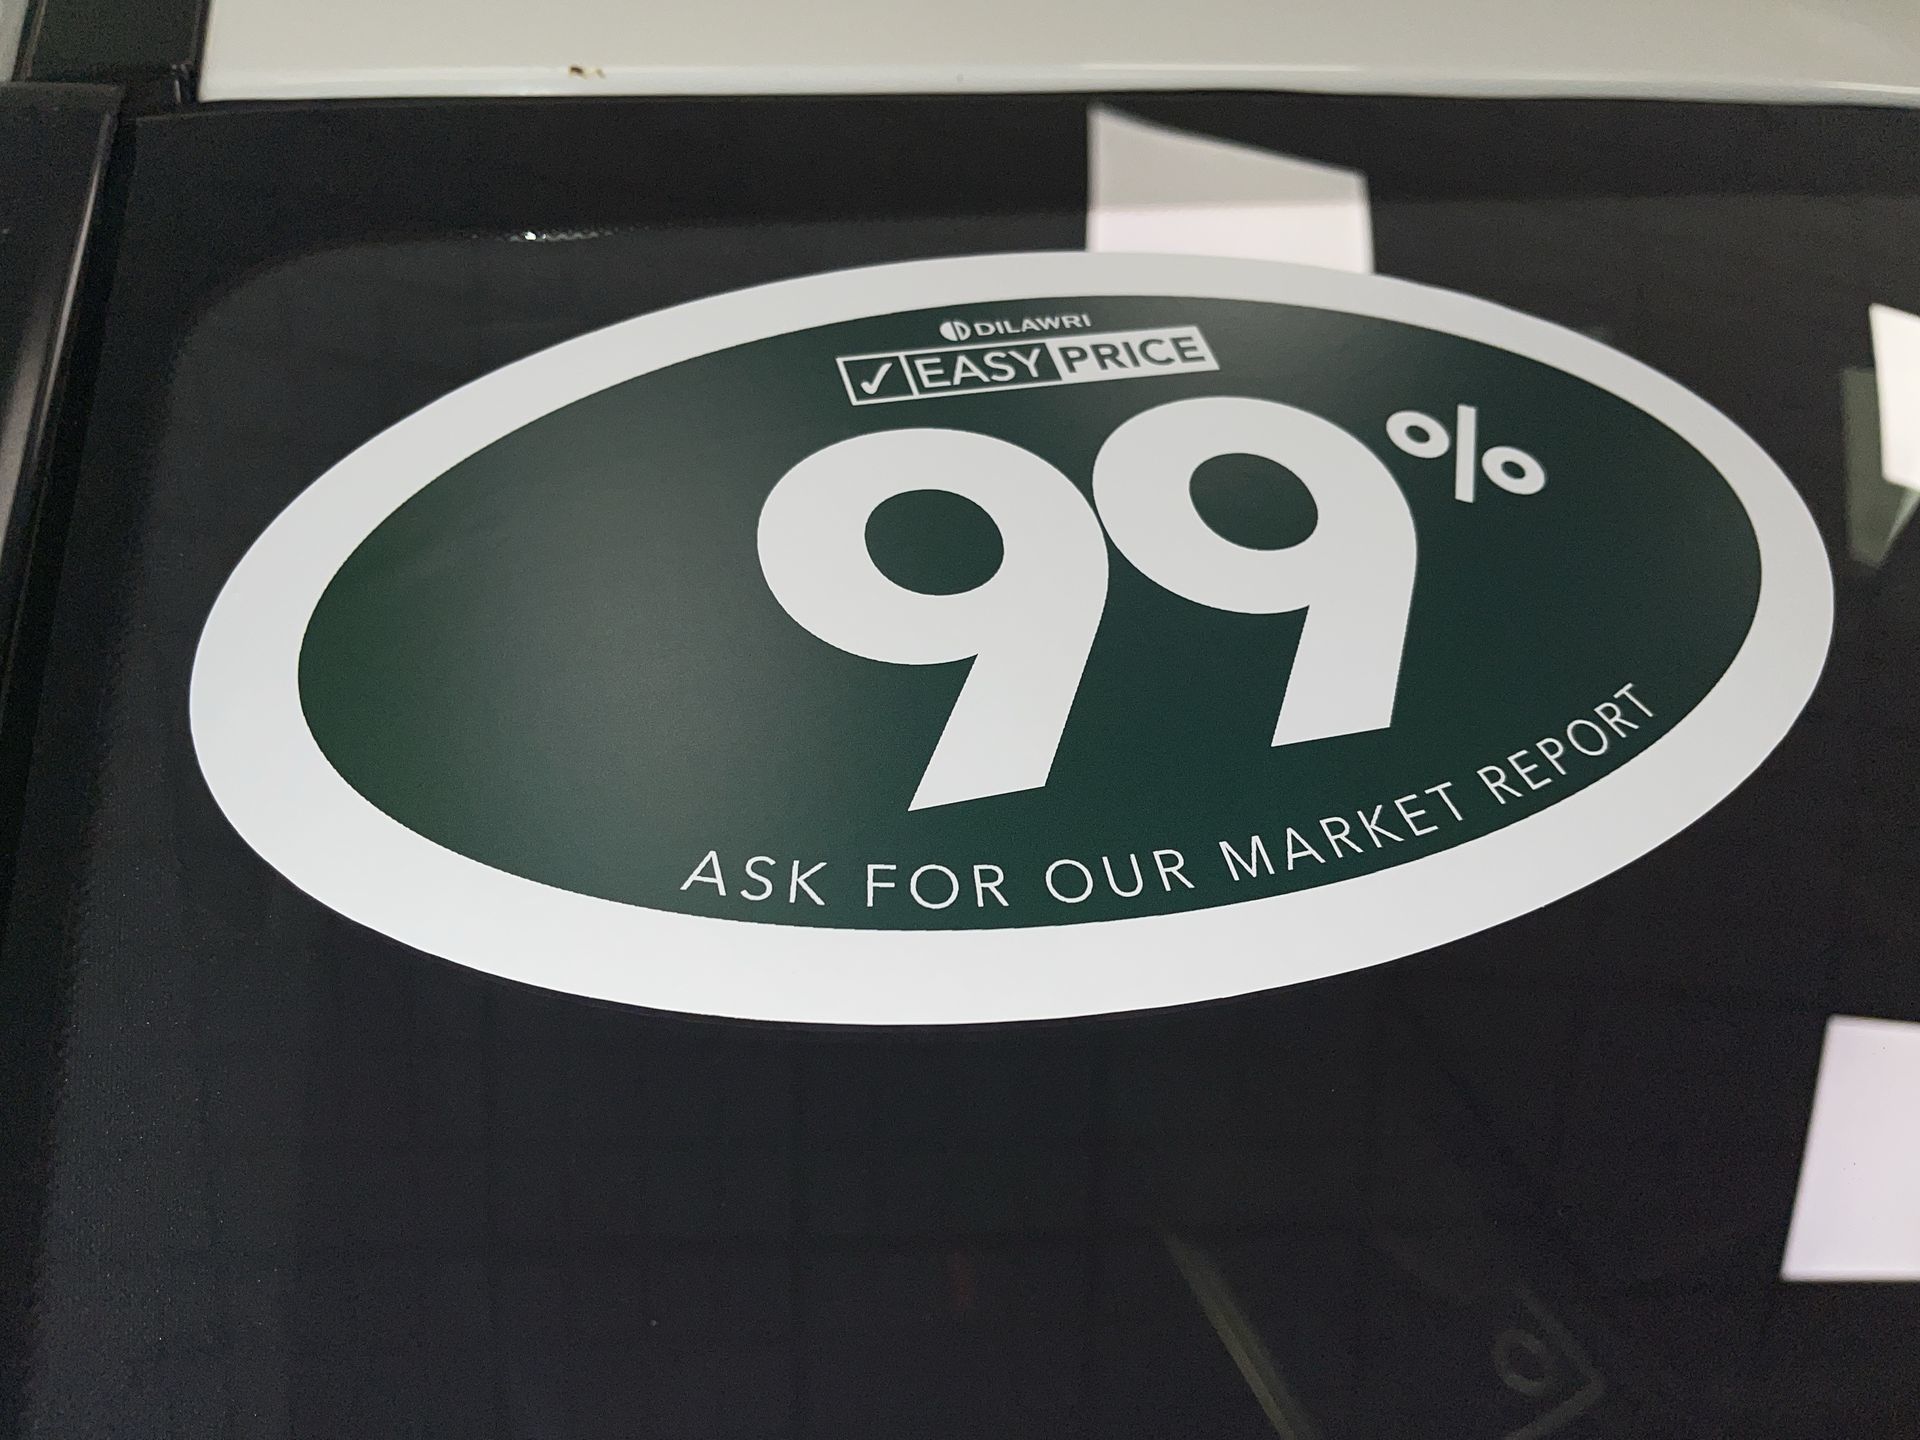 DILAWRI
✓ EASY PRICE
99%
ASK FOR OUR MARKET REPORT